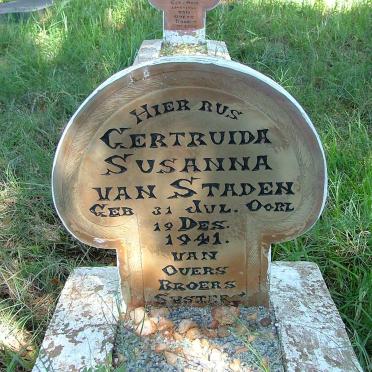 HIER RUS
GERTRUIDA
SUSANNA
VAN STADEN
GEB 31 JUL. OORL
19 DES.
1941.
VAN
OUERS
BROERS
SUSTERS